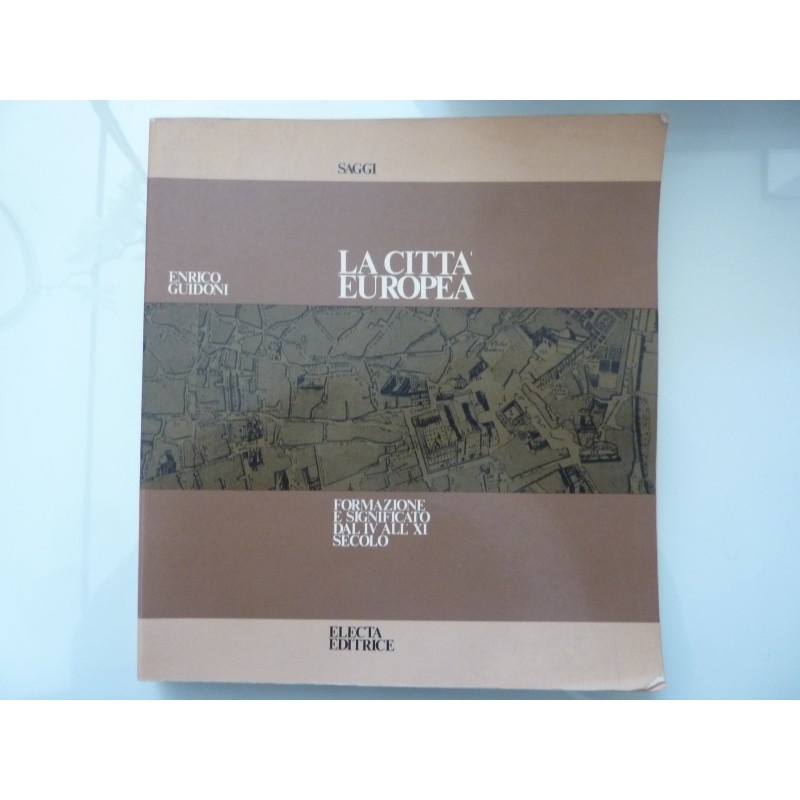 SAGGI
ENRICO
GUIDONI
LA CITTA'
EUROPEA
FORMAZIONE
E SIGNIFICATO
DAL IV ALL' XI
SECOLO
ELECTA
EDITRICE